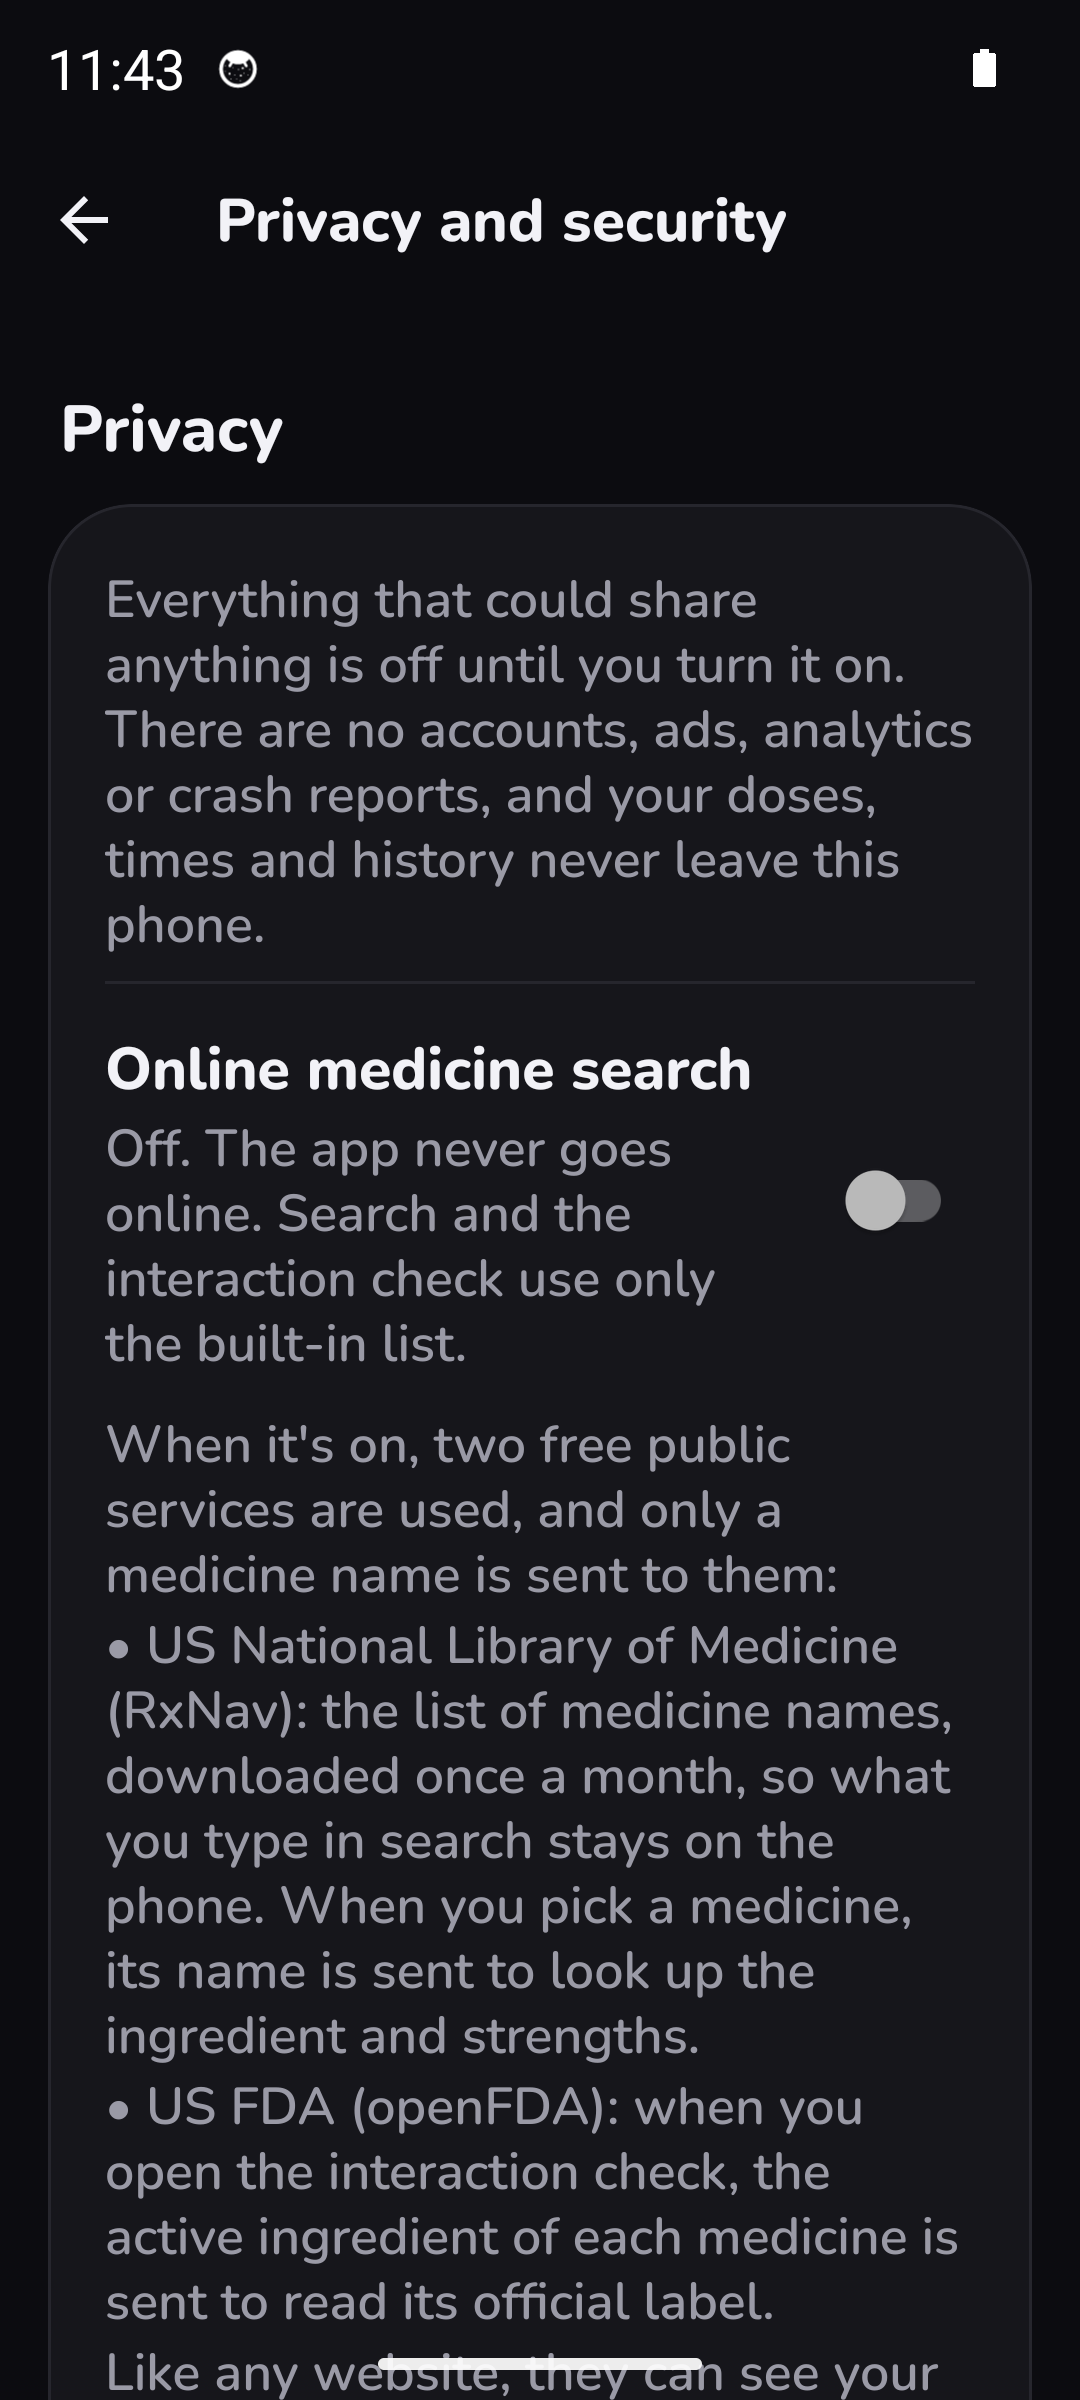 11:43
Privacy and security
Privacy
Everything that could share
anything is off until you turn it on.
There are no accounts, ads, analytics
or crash reports, and your doses,
times and history never leave this
phone.
Online medicine search
Off. The app never goes
online. Search and the
interaction check use only
the built-in list.
When it's on, two free public
services are used, and only a
medicine name is sent to them:
• US National Library of Medicine
(RxNav): the list of medicine names,
downloaded once a month, so what
you type in search stays on the
phone. When you pick a medicine,
its name is sent to look up the
ingredient and strengths.
• US FDA (openFDA): when you
open the interaction check, the
active ingredient of each medicine is
sent to read its official label.
Like any website, they can see your